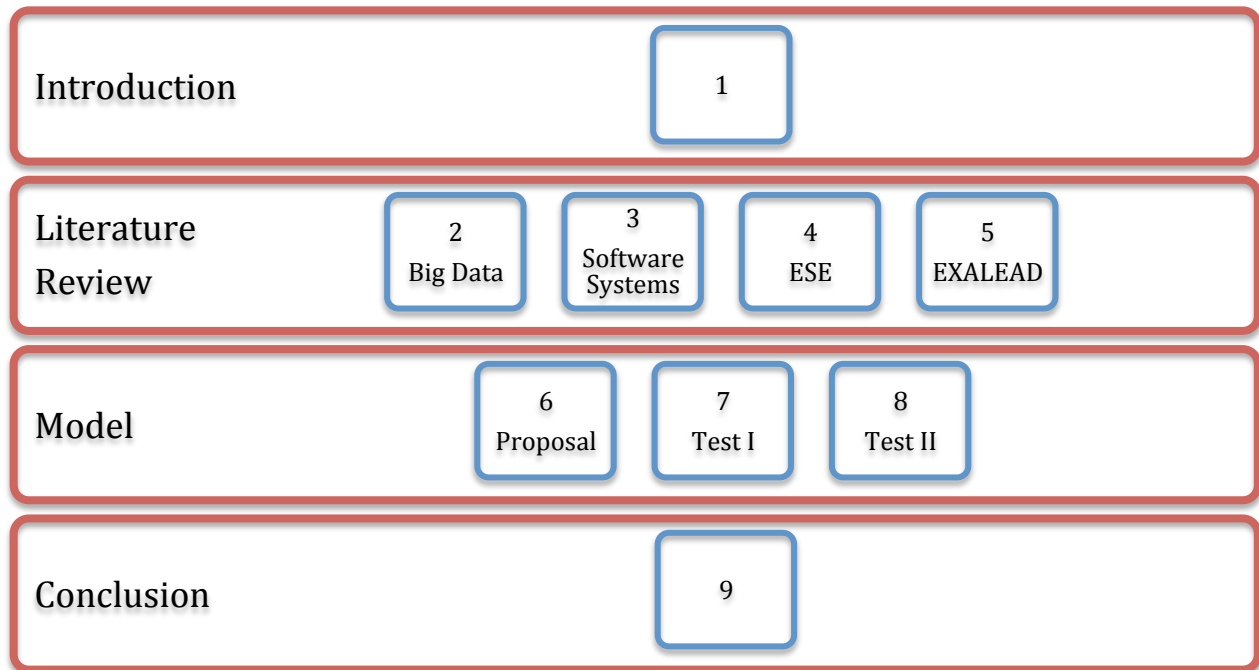 Introduction
1
Literature
Review
2
Big Data
3
Software
Systems
4
ESE
5
EXALEAD
Model
6
Proposal
7
Test I
8
Test II
Conclusion
9